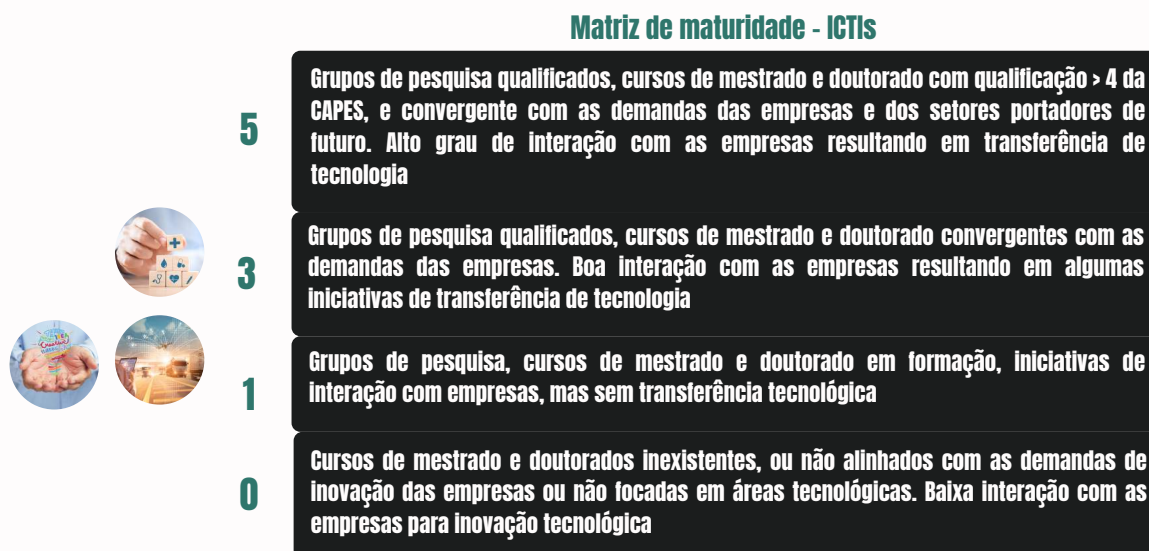 Matriz de maturidade - ICTIs
Grupos de pesquisa qualificados, cursos de mestrado e doutorado com qualificação > 4 da
CAPES, e convergente com as demandas das empresas e dos setores portadores de
futuro. Alto grau de interação com as empresas resultando em transferência de
tecnologia
5
Grupos de pesquisa qualificados, cursos de mestrado e doutorado convergentes com as
demandas das empresas. Boa interação com as empresas resultando em algumas
iniciativas de transferência de tecnologia
3
Grupos de pesquisa, cursos de mestrado e doutorado em formação, iniciativas de
interação com empresas, mas sem transferência tecnológica
1
Cursos de mestrado e doutorados inexistentes, ou não alinhados com as demandas de
inovação das empresas ou não focadas em áreas tecnológicas. Baixa interação com as
empresas para inovação tecnológica
0